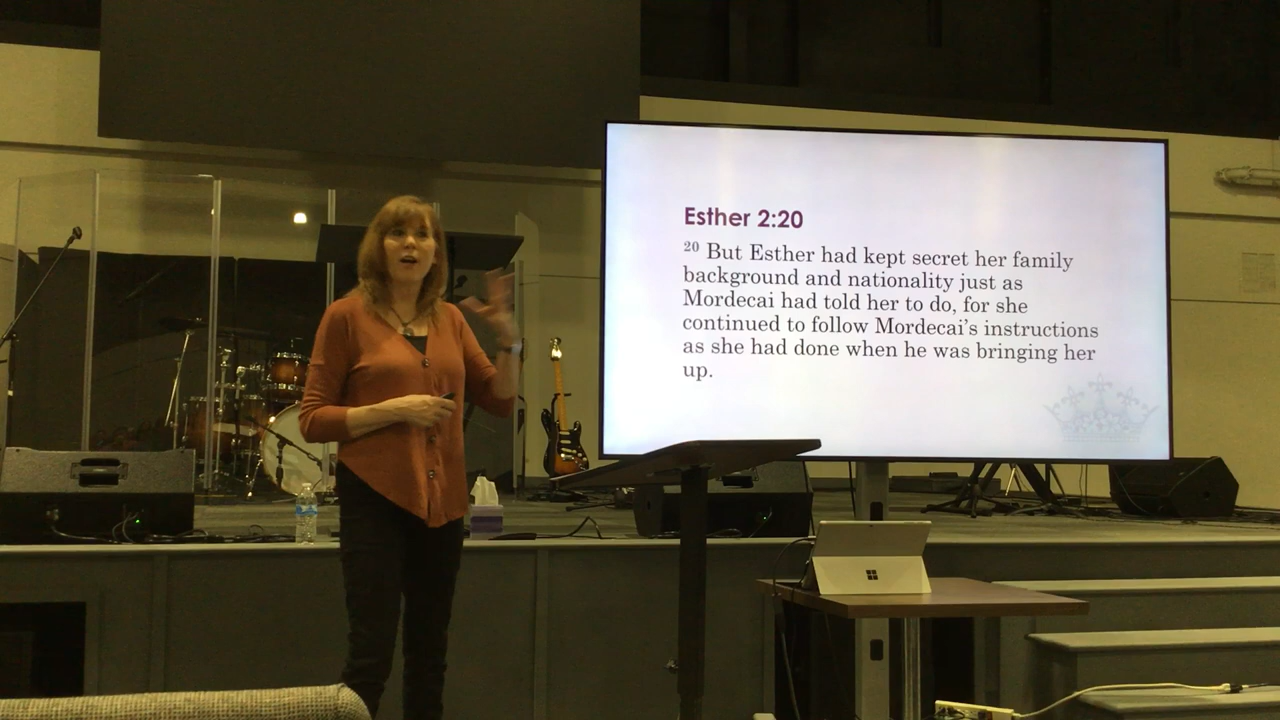 Esther 2:20
20 But Esther had kept secret her family
background and nationality just as
Mordecai had told her to do, for she
continued to follow Mordecai’s instructions
as she had done when he was bringing her
up.